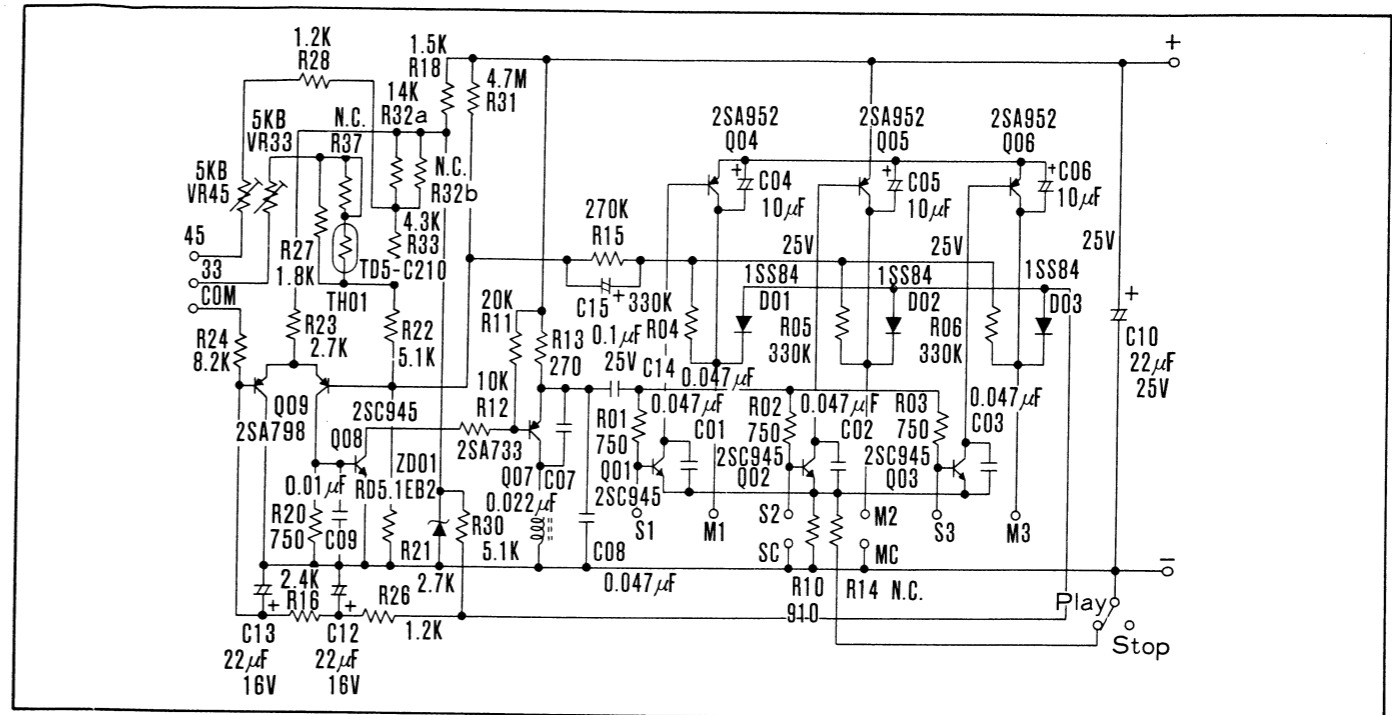 1.2K
R28
1.5K
R18
14K
R32a
4.7M
R31
+
5KB
VR33
N.C.
R37
N.C.
R32b
5KB
VR45
4.3K
R33
45
33
COM
R27
1.8K
TD5-C210
TH01
R24
8.2K
R23
2.7K
R22
5.1K
270K
R15
C15 +
0.1μF
25V
2SA952
Q04
+
C04
10μF
25V
2SA952
Q05
+
C05
10μF
25V
2SA952
Q06
+
C06
10μF
25V
330K
R04
1SS84
D01
R05
330K
1SS84
D02
R06
330K
1SS84
D03
+
C10
22μF
25V
20K
R11
R13
270
10K
R12
2SA733
Q07
C07
0.022μF
C14
0.047μF
R01
750
0.047μF
C01
R02
750
0.047μF
C02
R03
750
0.047μF
C03
Q01
2SC945
2SC945
Q02
2SC945
Q03
Q09
2SA798
2SC945
Q08
ZD01
RD5.1EB2
0.01μF
R20
750
C09
R21
2.4K
R30
5.1K
2.7K
C08
0.047μF
S1
M1
S2
M2
S3
M3
SC
MC
−
R10
910
R14 N.C.
Play
Stop
+
R16
+
R26
1.2K
C13
22μF
16V
C12
22μF
16V